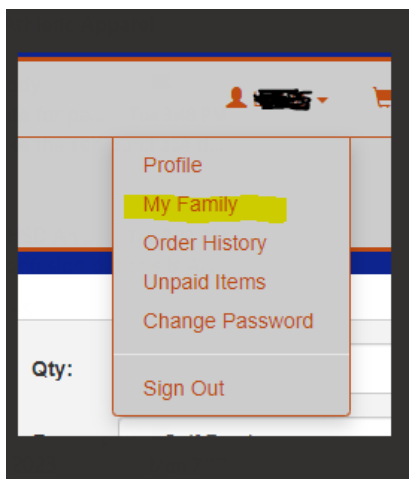 Profile
My Family
Order History
Unpaid Items
Change Password
Qty:
Sign Out